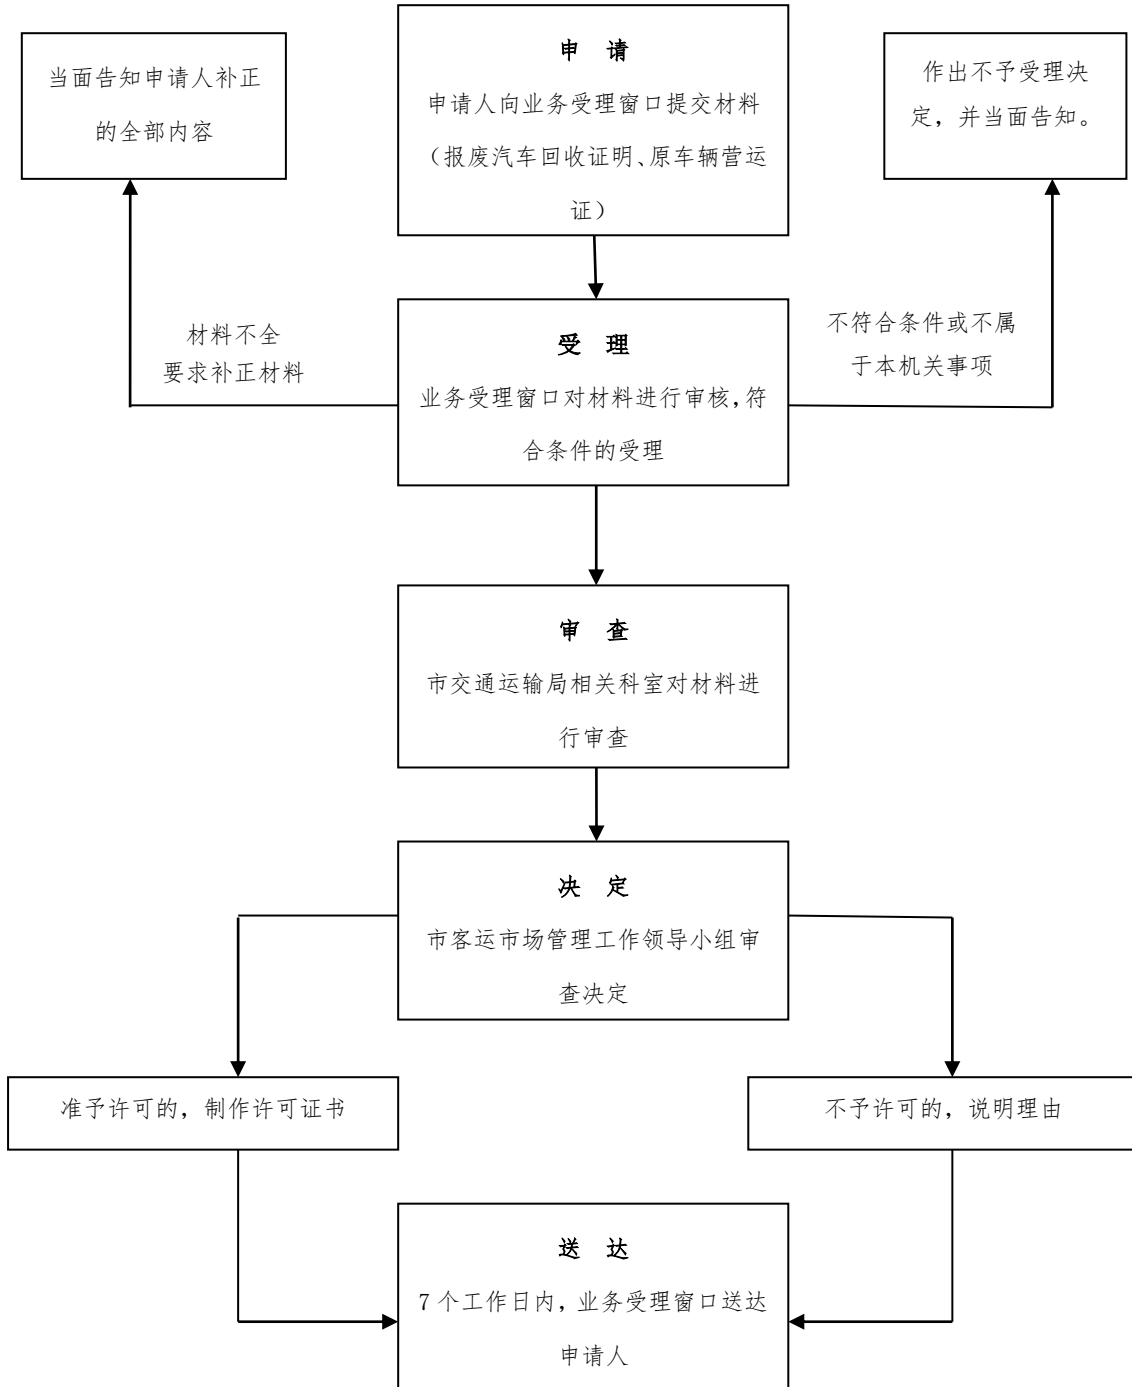 当面告知申请人补正
的全部内容
申 请
申请人向业务受理窗口提交材料
（报废汽车回收证明、原车辆营运
证）
作出不予受理决
定，并当面告知。
材料不全
要求补正材料
受 理
业务受理窗口对材料进行审核，符
合条件的受理
不符合条件或不属
于本机关事项
审 查
市交通运输局相关科室对材料进
行审查
决 定
市客运市场管理工作领导小组审
查决定
准予许可的，制作许可证书
不予许可的，说明理由
送 达
7个工作日内，业务受理窗口送达
申请人